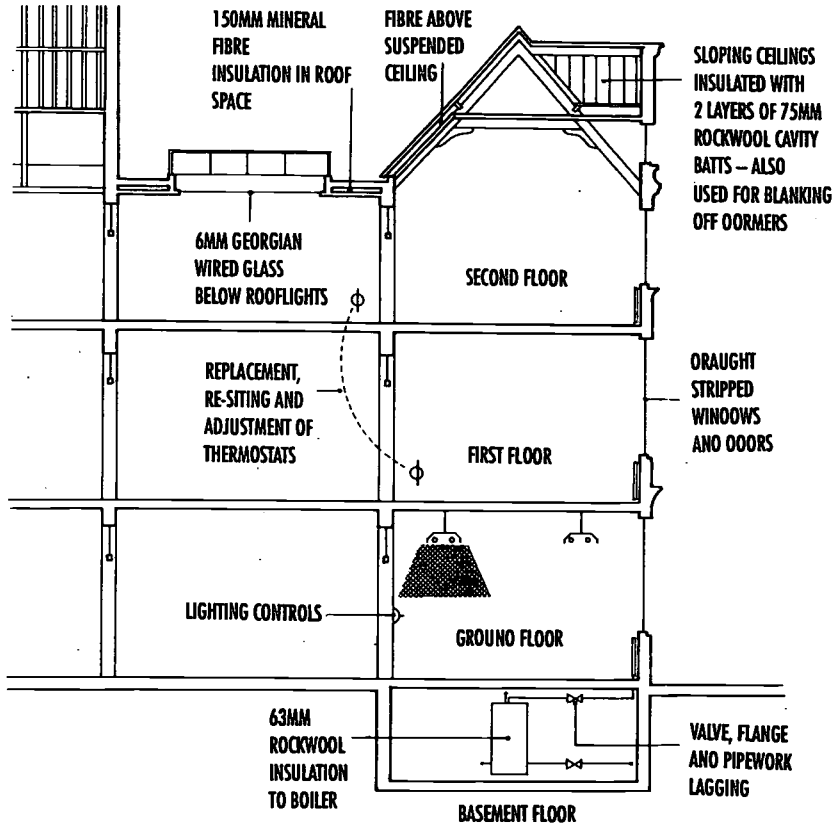 150MM MINERAL
FIBRE
INSULATION IN ROOF
SPACE
FIBRE ABOVE
SUSPENDED
CEILING
SLOPING CEILINGS
INSULATED WITH
2 LAYERS OF 75MM
ROCKWOOL CAVITY
BATTS – ALSO
USED FOR BLANKING
OFF OORMERS
6MM GEORGIAN
WIRED GLASS
BELOW ROOFLIGHTS
SECOND FLOOR
REPLACEMENT,
RE-SITING AND
ADJUSTMENT OF
THERMOSTATS
ORAUGHT
STRIPPED
WINOOWS
ANO OOORS
FIRST FLOOR
LIGHTING CONTROLS
GROUNO FLOOR
63MM
ROCKWOOL
INSULATION
TO BOILER
VALVE, FLANGE
ANO PIPEWORK
LAGGING
BASEMENT FLOOR